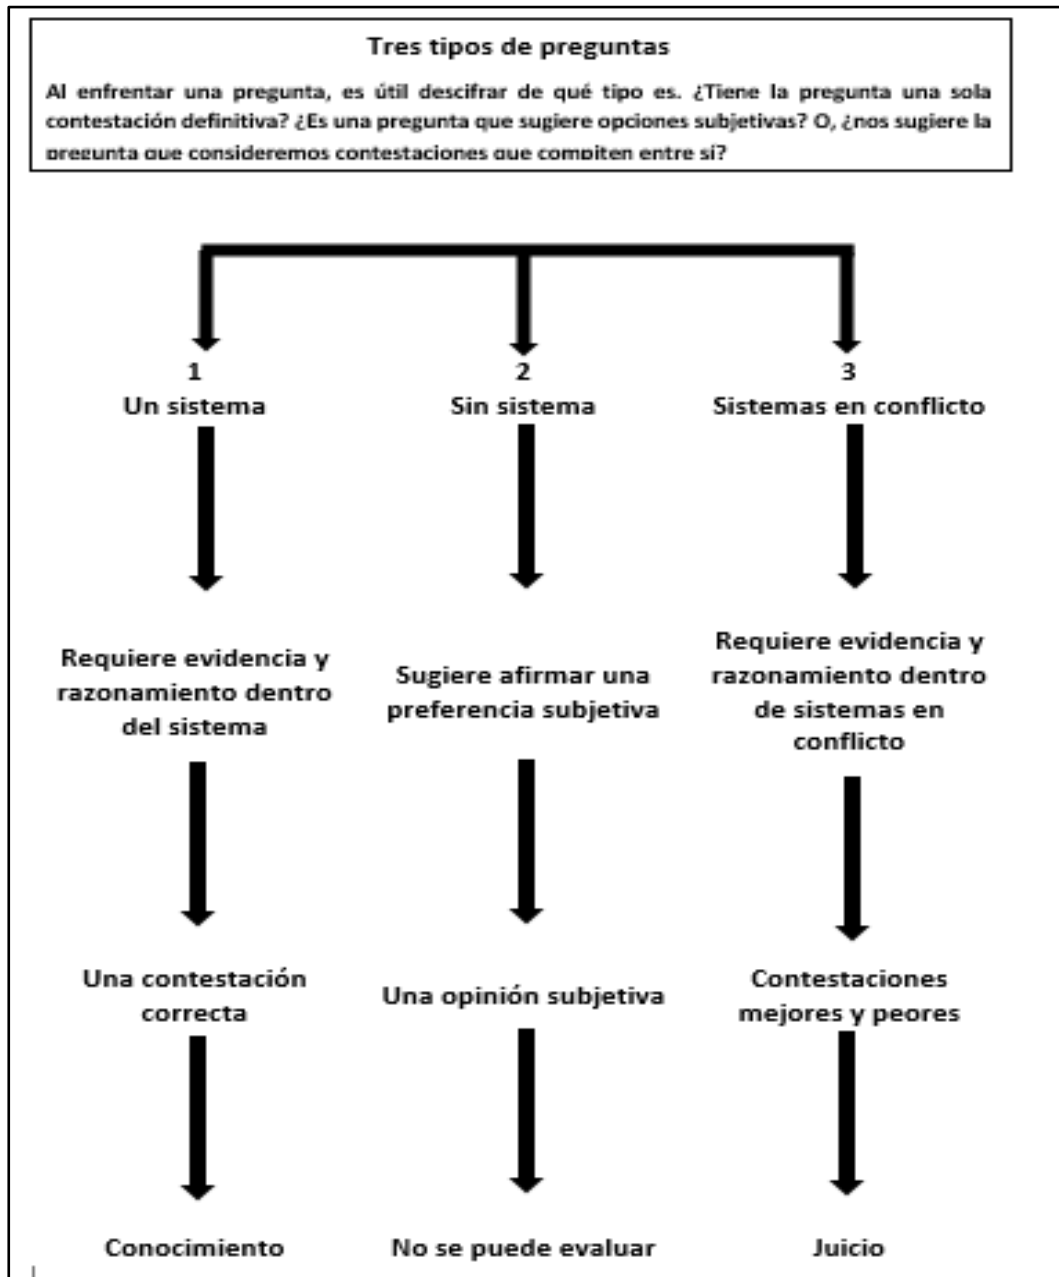 Tres tipos de preguntas
Al enfrentar una pregunta, es útil descifrar de qué tipo es. ¿Tiene la pregunta una sola
contestación definitiva? ¿Es una pregunta que sugiere opciones subjetivas? O, ¿nos sugiere la
pregunta que consideremos contestaciones que compiten entre sí?
1
Un sistema
Requiere evidencia y
razonamiento dentro
del sistema
Una contestación
correcta
Conocimiento
2
Sin sistema
Sugiere afirmar una
preferencia subjetiva
Una opinión subjetiva
No se puede evaluar
3
Sistemas en conflicto
Requiere evidencia y
razonamiento dentro
de sistemas en
conflicto
Contestaciones
mejores y peores
Juicio